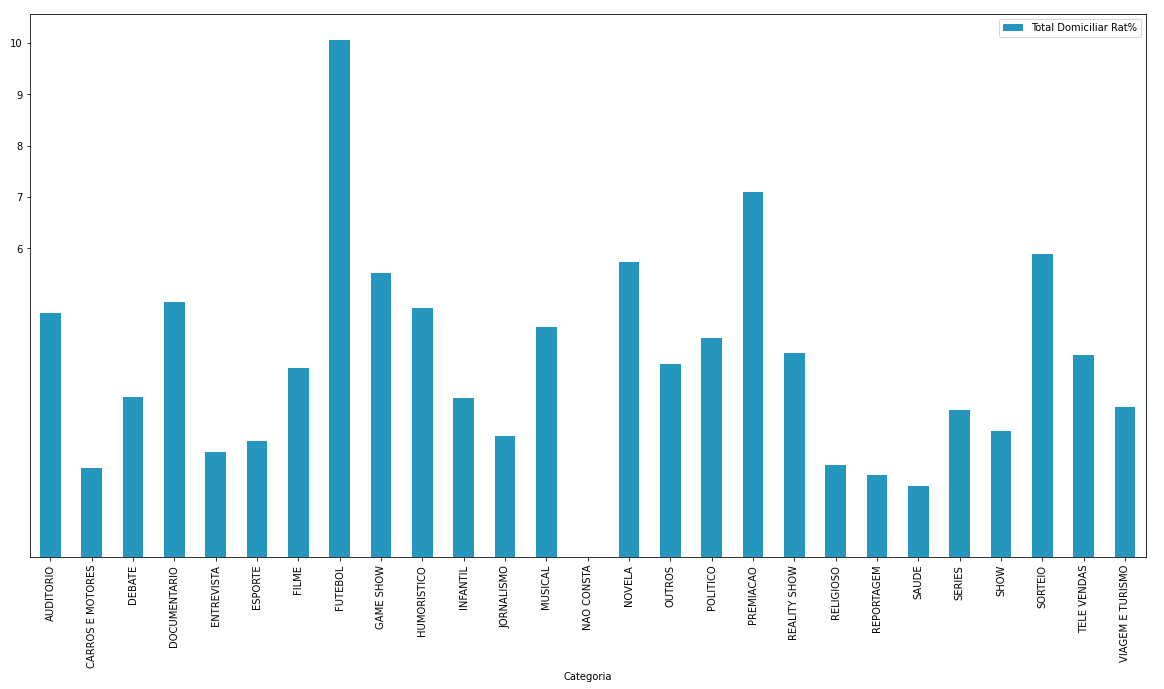 Total Domiciliar Rat%
10
9
8
7
6
AUDITORIO
CARROS E MOTORES
DEBATE
DOCUMENTARIO
ENTREVISTA
ESPORTE
FILME
FUTEBOL
GAME SHOW
HUMORISTICO
INFANTIL
JORNALISMO
MUSICAL
NAO CONSTA
NOVELA
OUTROS
POLITICO
PREMIACAO
REALITY SHOW
RELIGIOSO
REPORTAGEM
SAUDE
SERIES
SHOW
SORTEIO
TELE VENDAS
VIAGEM E TURISMO
Categoria